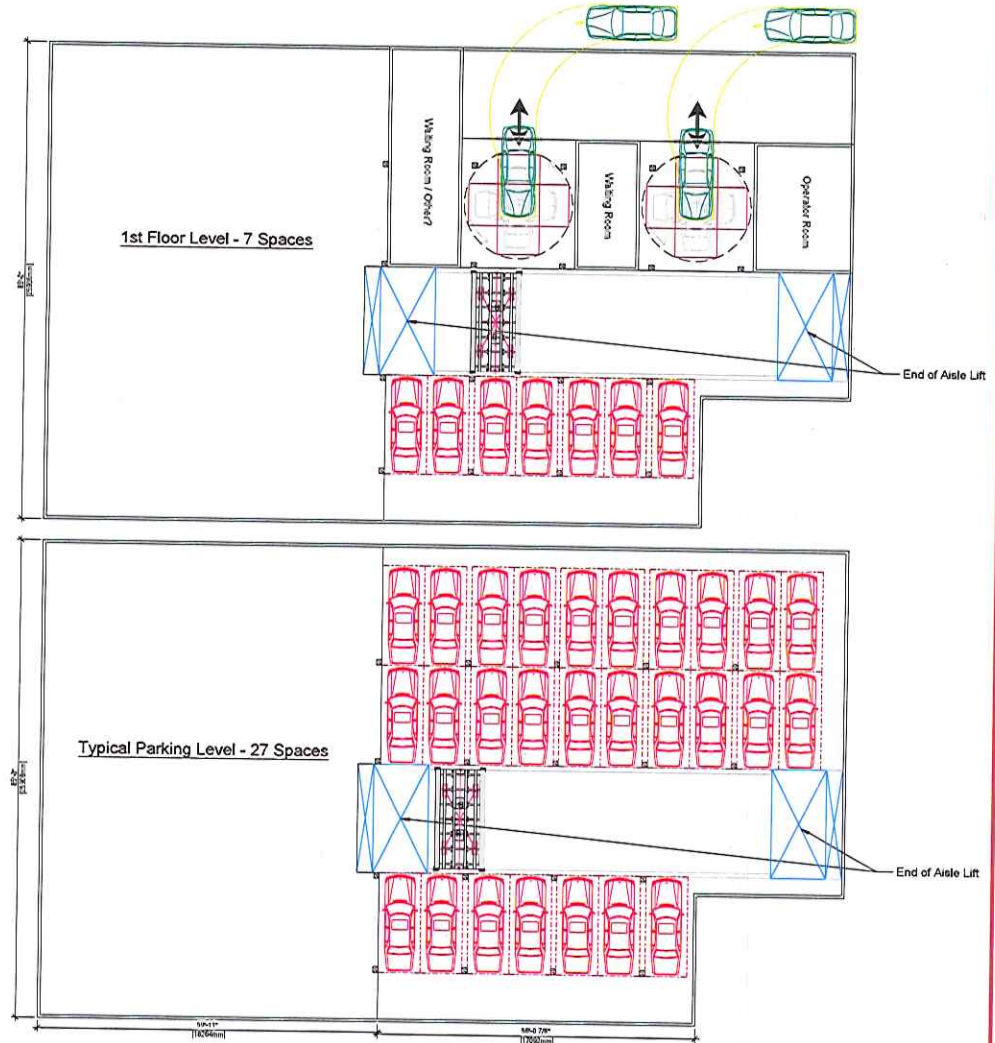 Waiting Room / Other?
Waiting Room
Operator Room
1st Floor Level - 7 Spaces
End of Aisle Lift
Typical Parking Level - 27 Spaces
End of Aisle Lift